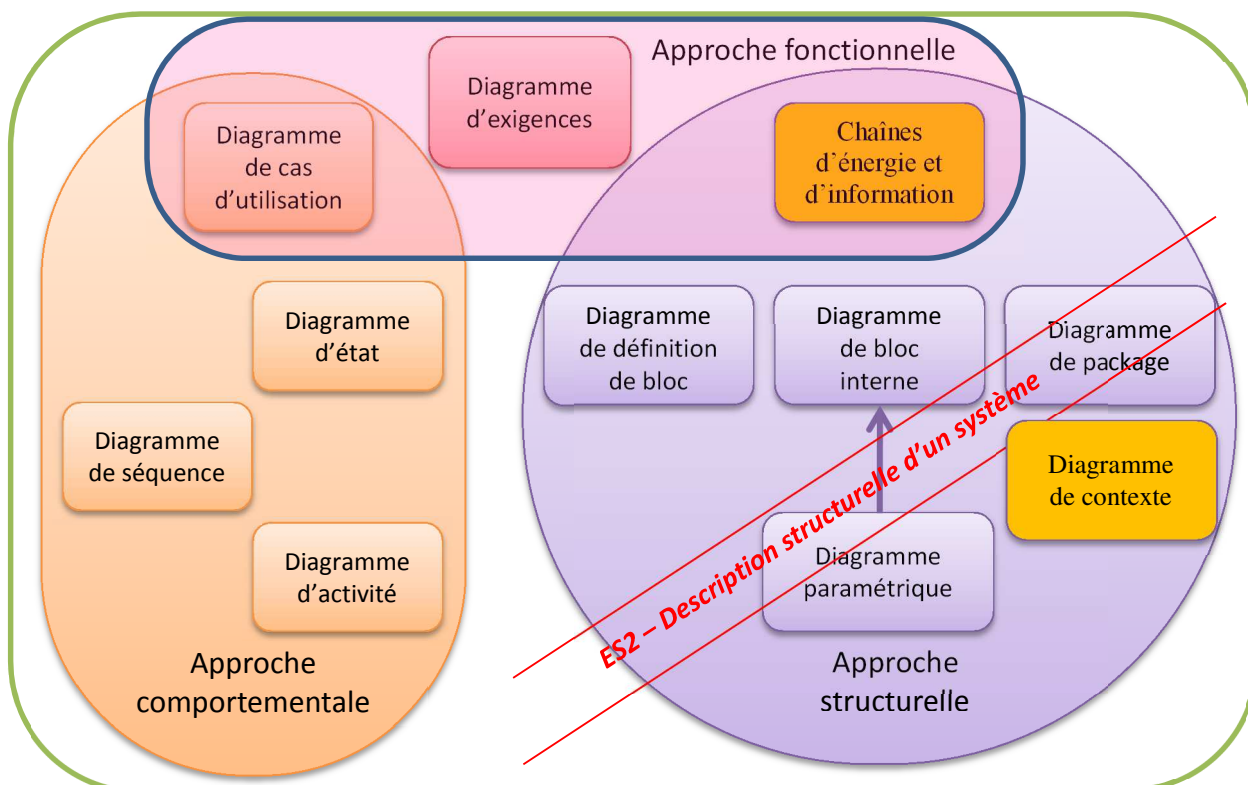 Approche fonctionnelle
Diagramme
d’exigences
Diagramme
de cas
d’utilisation
Chaînes
d’énergie et
d’information
Diagramme
d’état
Diagramme
de séquence
Diagramme
d’activité
Approche
comportementale
Diagramme
de définition
de bloc
Diagramme
de bloc
interne
Diagramme
de package
Diagramme
de contexte
ES2 – Description structurelle d’un système
Diagramme
paramétrique
Approche
structurelle